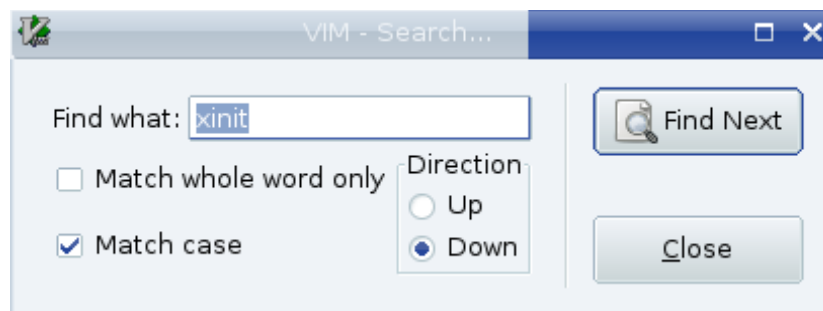 VIM - Search...
Find what: xinit
Find Next
Match whole word only
Direction
Up
Match case
Down
Close